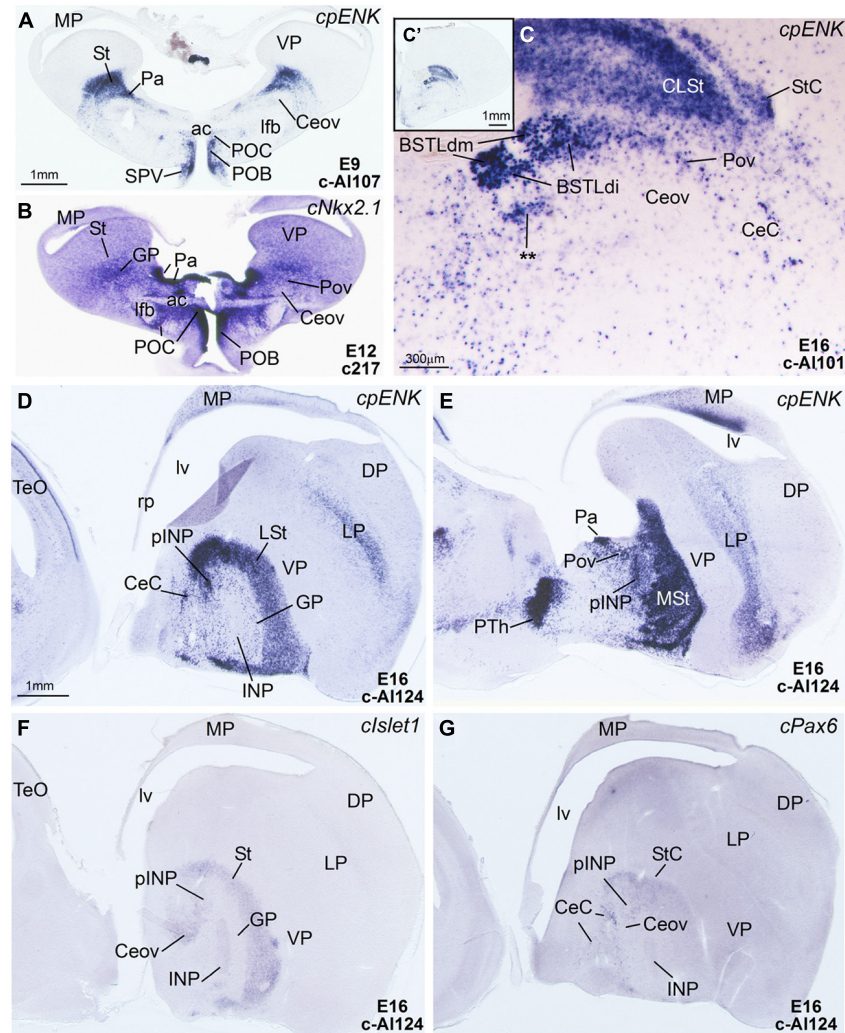 A
MP
cpENK
St
VP
Pa
Ceov
lfb
ac
POC
POB
SPV
1mm
E9
c-Al107
B
cNkx2.1
MP
St
VP
GP
Pa
Pov
ac
lfb
Ceov
POC
POB
E12
c217
C'
1mm
C
cpENK
CLSt
StC
BSTLdm
Pov
BSTLdi
Ceov
CeC
**
300µm
E16
c-Al101
D
MP
cpENK
lv
DP
TeO
rp
pINP
LSt
LP
VP
CeC
GP
INP
1mm
E16
c-Al124
E
cpENK
MP
lv
DP
Pa
LP
Pov
VP
pINP
MSt
PTh
E16
c-Al124
F
MP
cIslet1
TeO
lv
DP
St
LP
pINP
GP
VP
Ceov
INP
E16
c-Al124
G
MP
cPax6
DP
lv
LP
StC
pINP
CeC
Ceov
VP
INP
E16
c-Al124